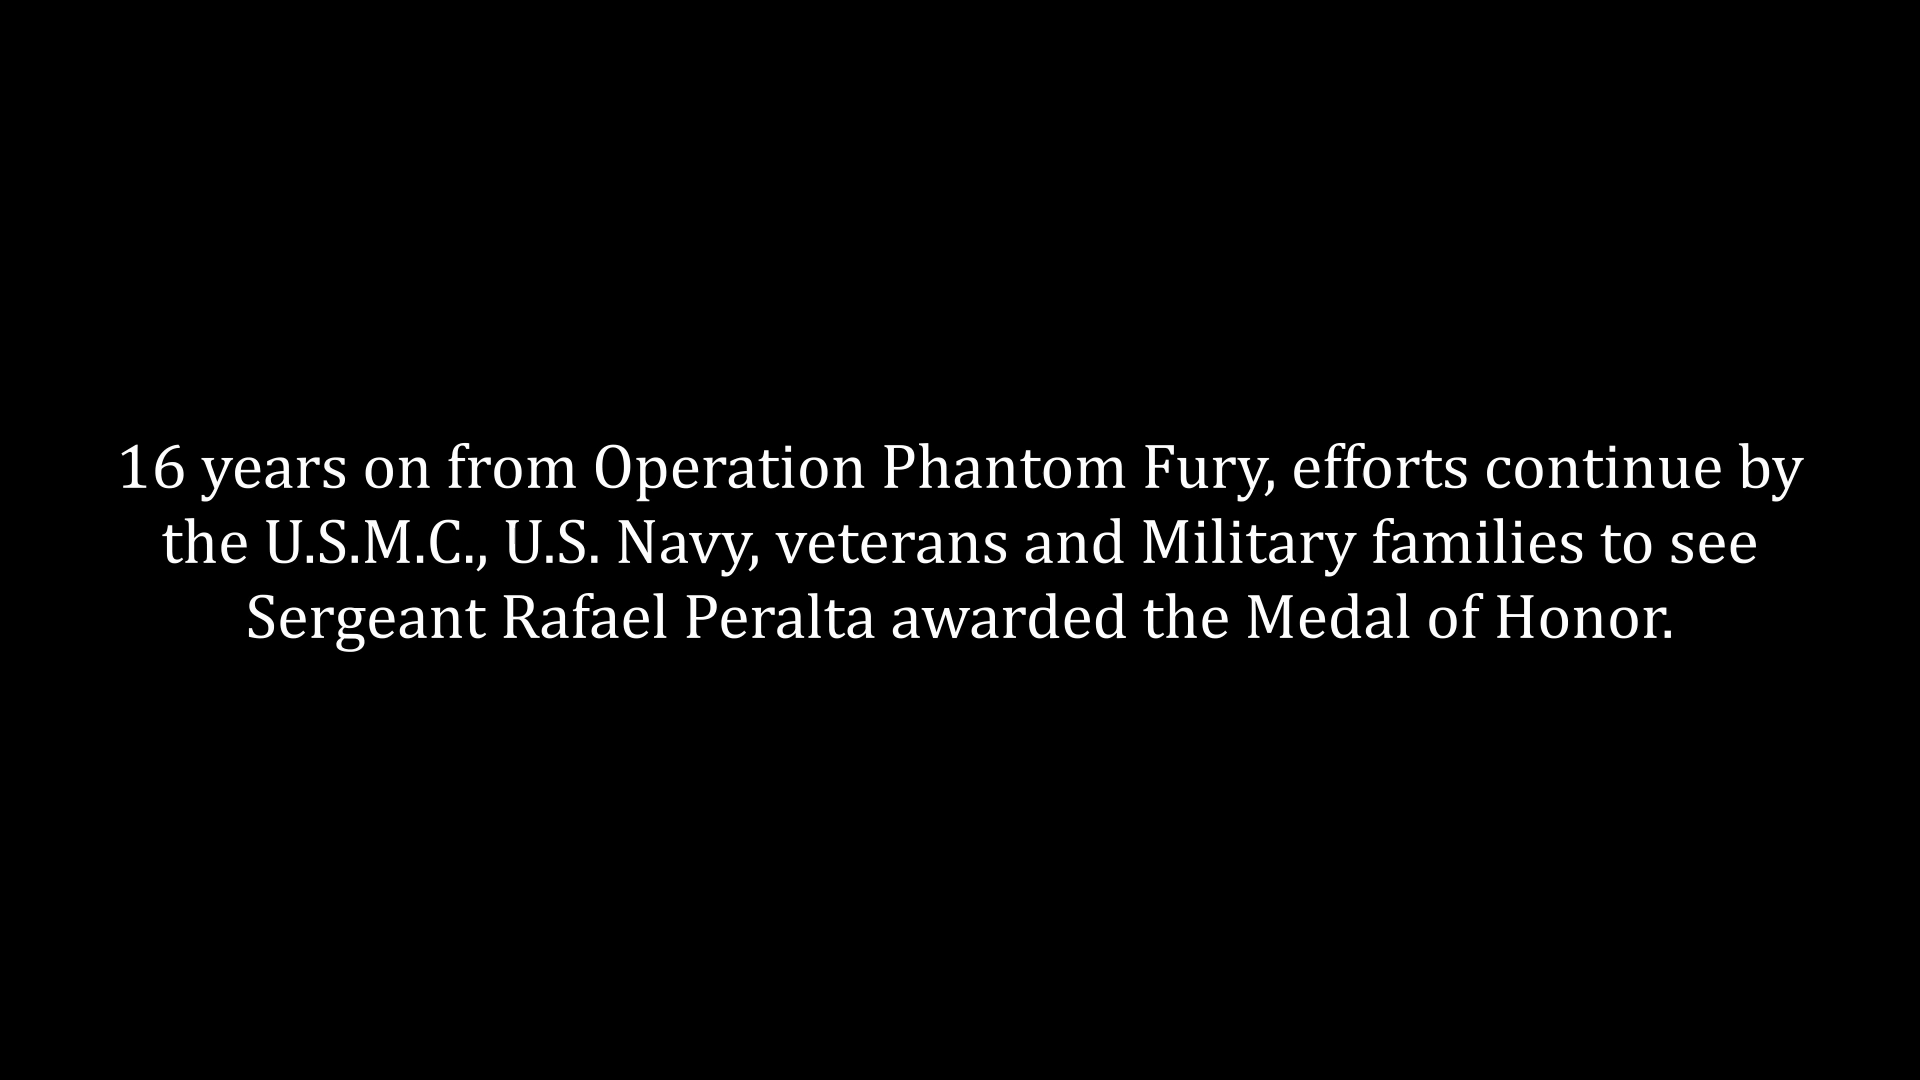 16 years on from Operation Phantom Fury, efforts continue by
the U.S.M.C., U.S. Navy, veterans and Military families to see
Sergeant Rafael Peralta awarded the Medal of Honor.